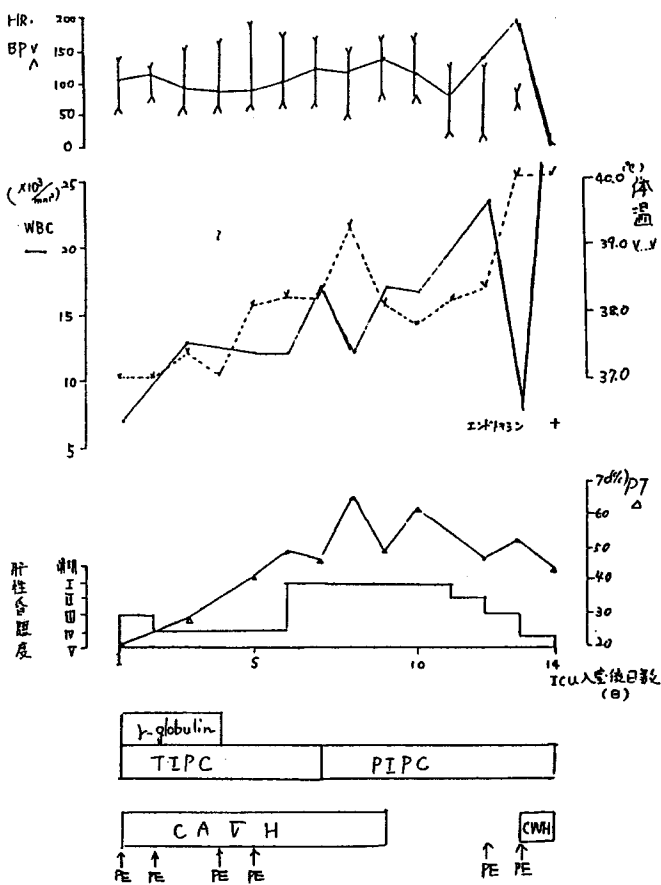 HR.
BP ∨
∧
200
150
100
50
0
(×10³/mm³)
WBC
25
20
15
10
5
40.0 (℃)
39.0
38.0
37.0
体温
∨…∨
エンドトキシン +
肝性昏睡度
清明
I
II
III
IV
V
70 (%) PT
△
60
50
40
30
20
1
5
10
14
ICU入室後日数
(日)
γ-globulin
TIPC
PIPC
CAVH
CVVH
PE
PE
PE
PE
PE
PE